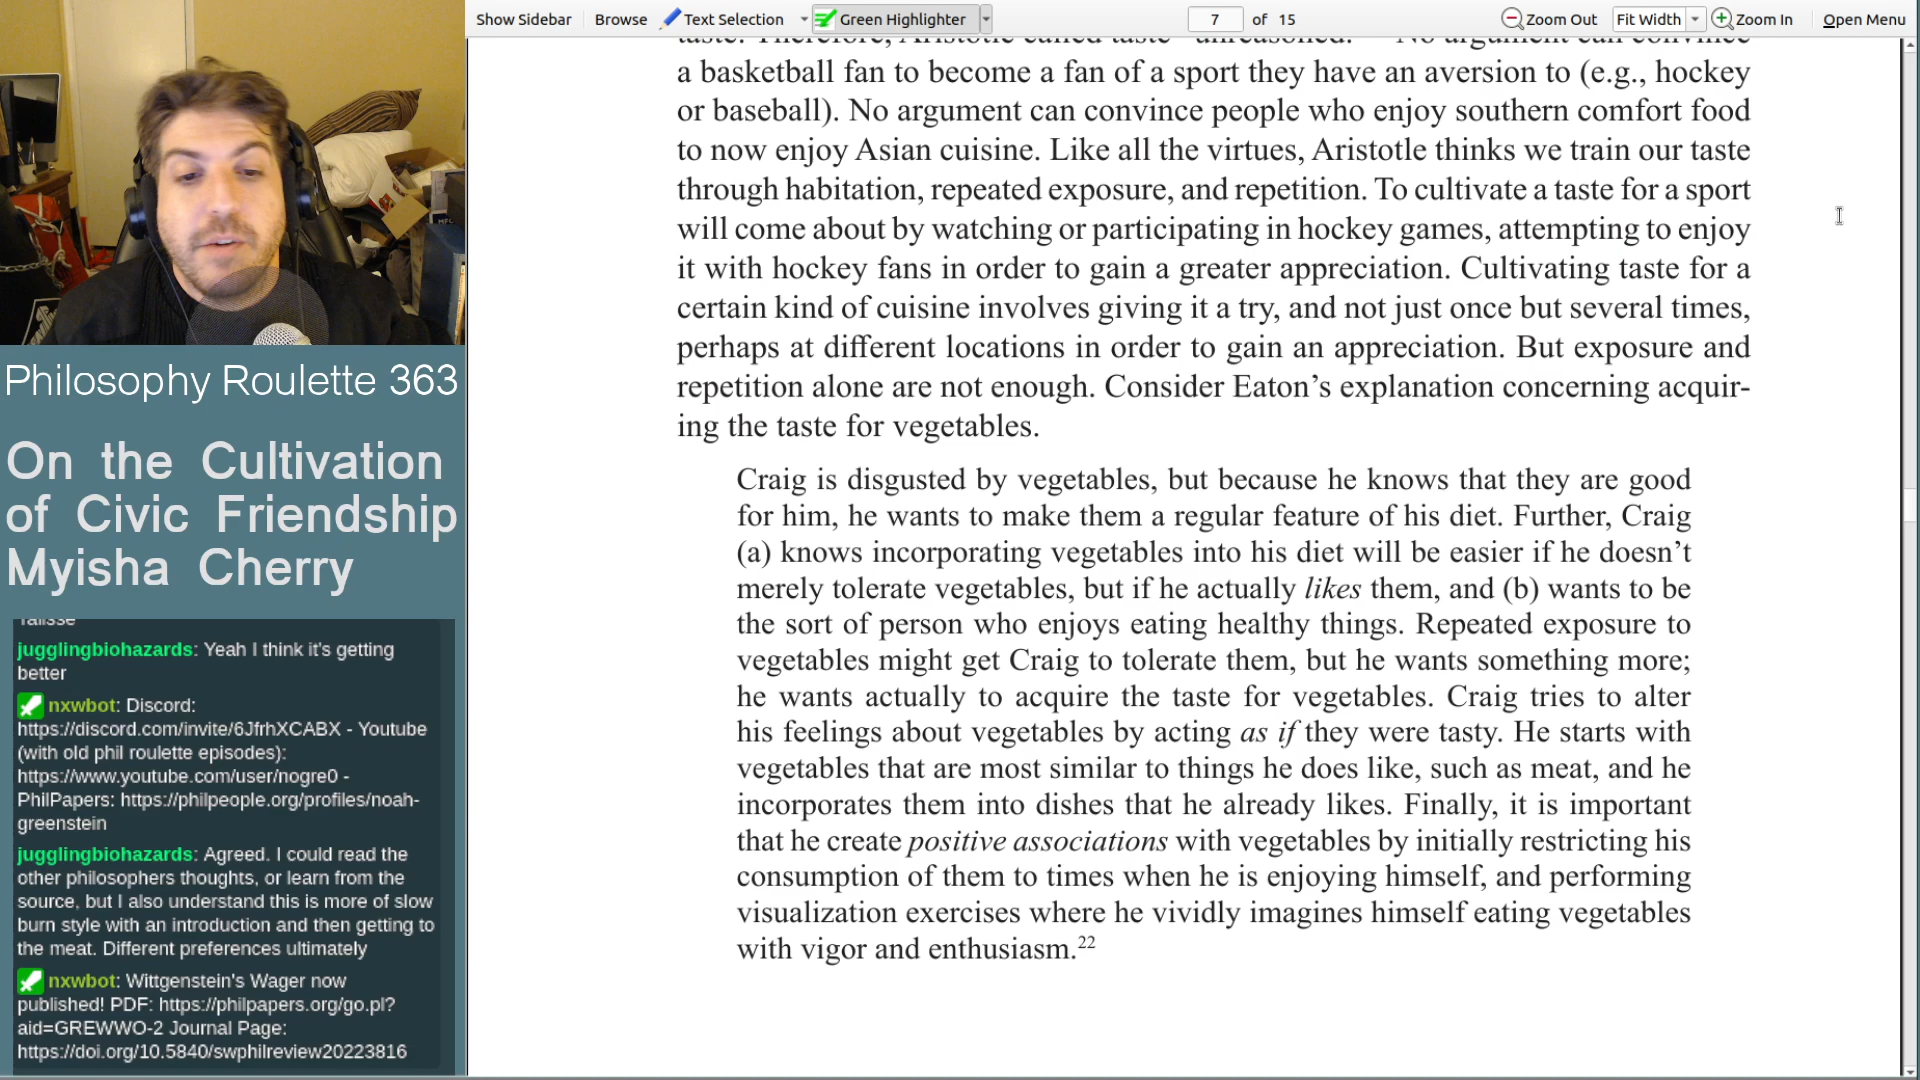 Show Sidebar Browse Text Selection Green Highlighter 7 of 15 Zoom Out Fit Width Zoom In Open Menu
taste. Therefore, Aristotle called taste "unreasoned." No argument can convince
a basketball fan to become a fan of a sport they have an aversion to (e.g., hockey
or baseball). No argument can convince people who enjoy southern comfort food
to now enjoy Asian cuisine. Like all the virtues, Aristotle thinks we train our taste
through habitation, repeated exposure, and repetition. To cultivate a taste for a sport
will come about by watching or participating in hockey games, attempting to enjoy
it with hockey fans in order to gain a greater appreciation. Cultivating taste for a
certain kind of cuisine involves giving it a try, and not just once but several times,
perhaps at different locations in order to gain an appreciation. But exposure and
repetition alone are not enough. Consider Eaton's explanation concerning acquir-
ing the taste for vegetables.
Craig is disgusted by vegetables, but because he knows that they are good
for him, he wants to make them a regular feature of his diet. Further, Craig
(a) knows incorporating vegetables into his diet will be easier if he doesn't
merely tolerate vegetables, but if he actually likes them, and (b) wants to be
the sort of person who enjoys eating healthy things. Repeated exposure to
vegetables might get Craig to tolerate them, but he wants something more;
he wants actually to acquire the taste for vegetables. Craig tries to alter
his feelings about vegetables by acting as if they were tasty. He starts with
vegetables that are most similar to things he does like, such as meat, and he
incorporates them into dishes that he already likes. Finally, it is important
that he create positive associations with vegetables by initially restricting his
consumption of them to times when he is enjoying himself, and performing
visualization exercises where he vividly imagines himself eating vegetables
with vigor and enthusiasm.22
Philosophy Roulette 363
On the Cultivation
of Civic Friendship
Myisha Cherry
jugglingbiohazards: Yeah I think it's getting
better
nxwbot: Discord:
https://discord.com/invite/6JfrhXCABX - Youtube
(with old phil roulette episodes):
https://www.youtube.com/user/nogre0 -
PhilPapers: https://philpeople.org/profiles/noah-
greenstein
jugglingbiohazards: Agreed. I could read the
other philosophers thoughts, or learn from the
source, but I also understand this is more of slow
burn style with an introduction and then getting to
the meat. Different preferences ultimately
nxwbot: Wittgenstein's Wager now
published! PDF: https://philpapers.org/go.pl?
aid=GREWWO-2 Journal Page:
https://doi.org/10.5840/swphilreview20223816